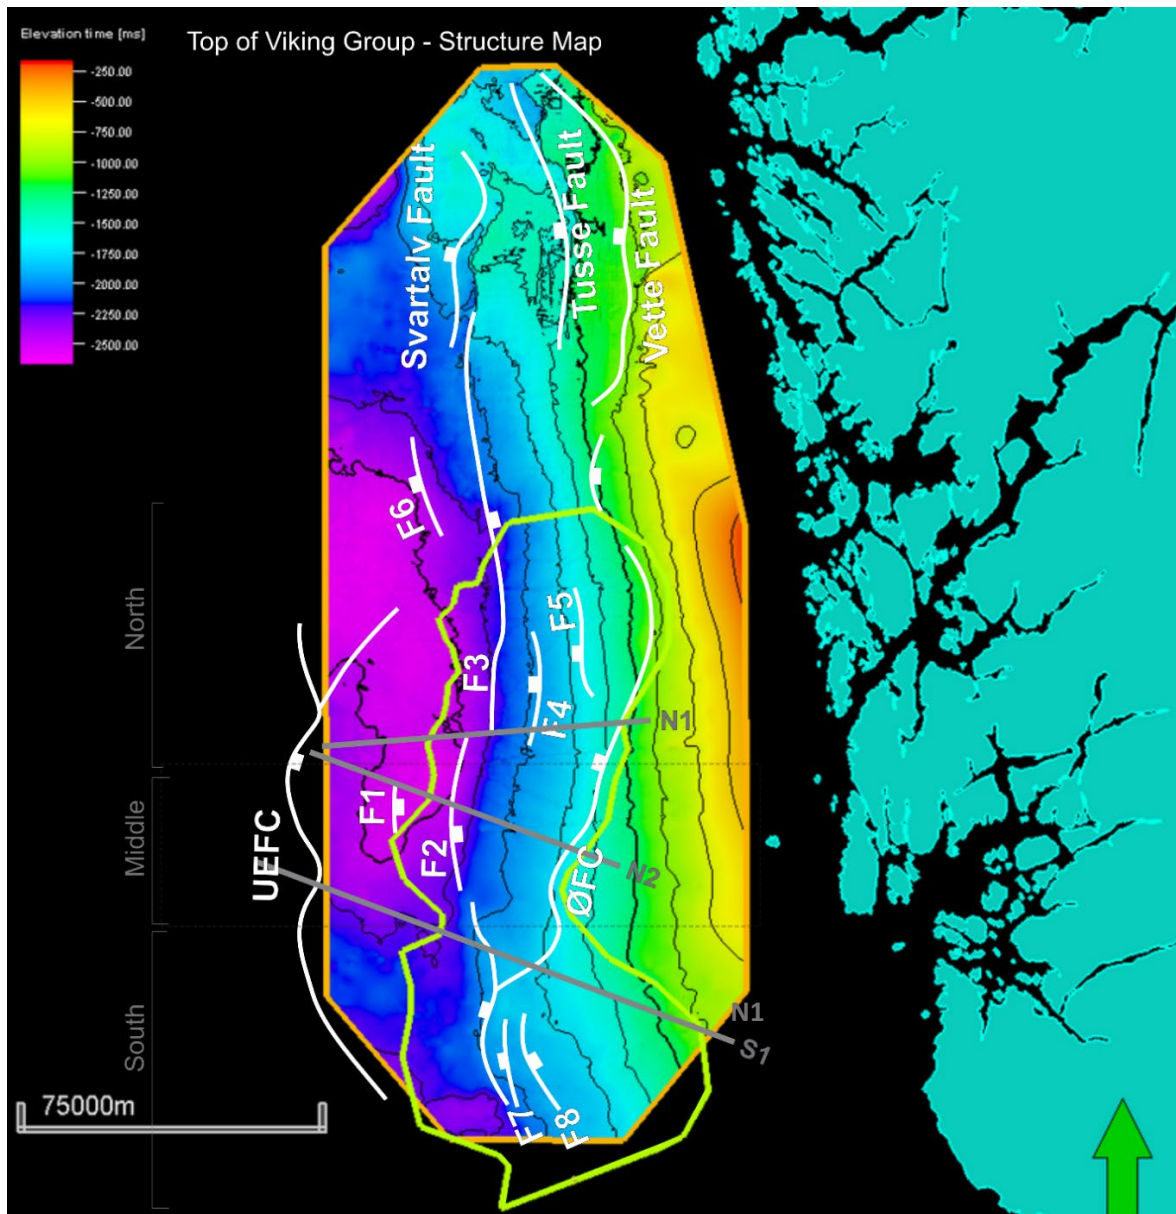 Elevation time [ms]
Top of Viking Group - Structure Map
-250.00
-500.00
-750.00
-1000.00
-1250.00
-1500.00
-1750.00
-2000.00
-2250.00
-2500.00
Svartalv Fault
Tusse Fault
Vette Fault
F6
North
F5
F3
F4
N1
Middle
F1
F2
UEFC
N2
ØFC
South
N1
S1
75000m
F7
F8